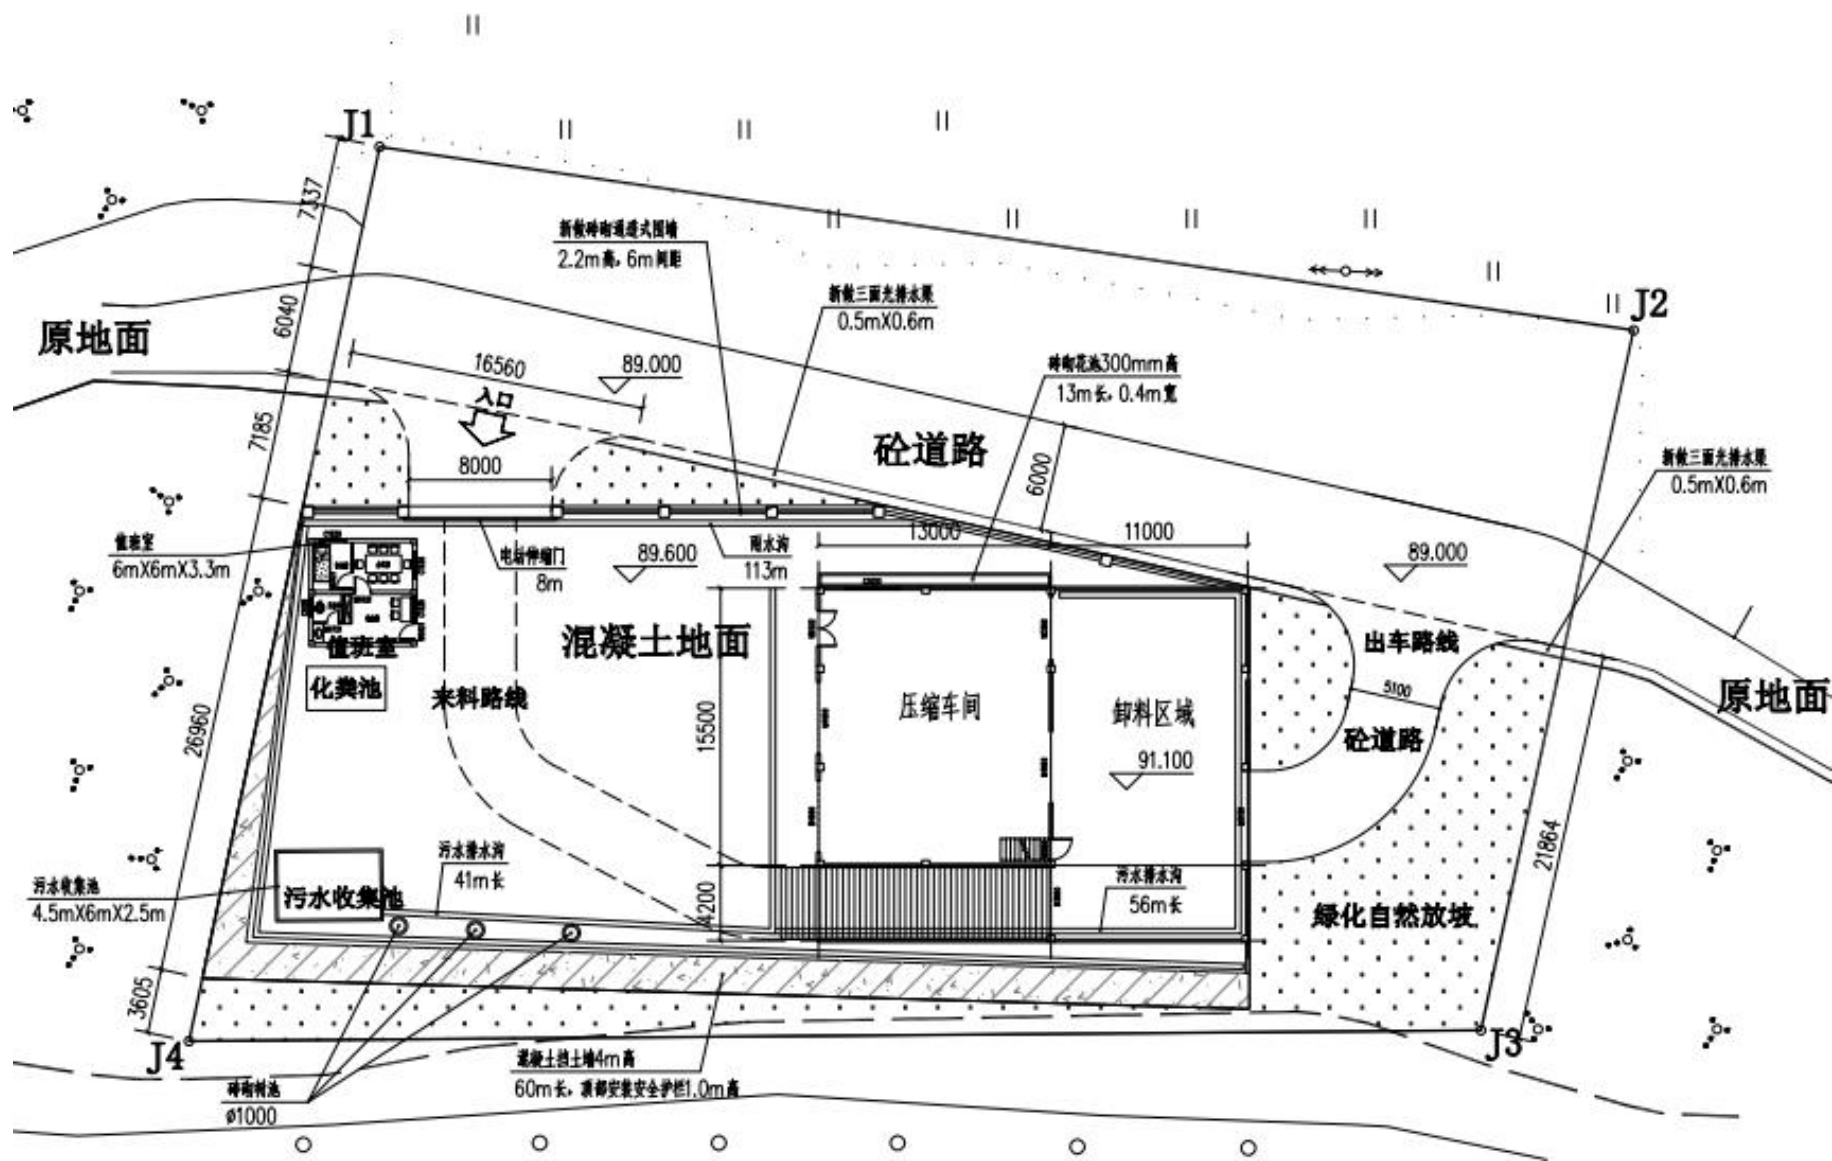 J1
7337
新做砖砌通透式围墙
2.2m高，6m间距
新做三面光排水渠
0.5mX0.6m
J2
6040
原地面
16560
89.000
砖砌花池300mm高
13m长，0.4m宽
入口
7185
砼道路
8000
6000
新做三面光排水渠
0.5mX0.6m
值班室
6mX6mX3.3m
电动伸缩门
8m
89.600
雨水沟
113m
13000
11000
89.000
混凝土地面
出车路线
值班室
化粪池
来料路线
5100
原地面
15500
压缩车间
卸料区域
砼道路
26960
91.100
21864
污水排水沟
41m长
污水收集池
4.5mX6mX2.5m
污水收集池
4200
污水排水沟
56m长
绿化自然放坡
3605
J4
J3
混凝土挡土墙4m高
60m长，顶部安装安全护栏1.0m高
砖砌树池
ø1000